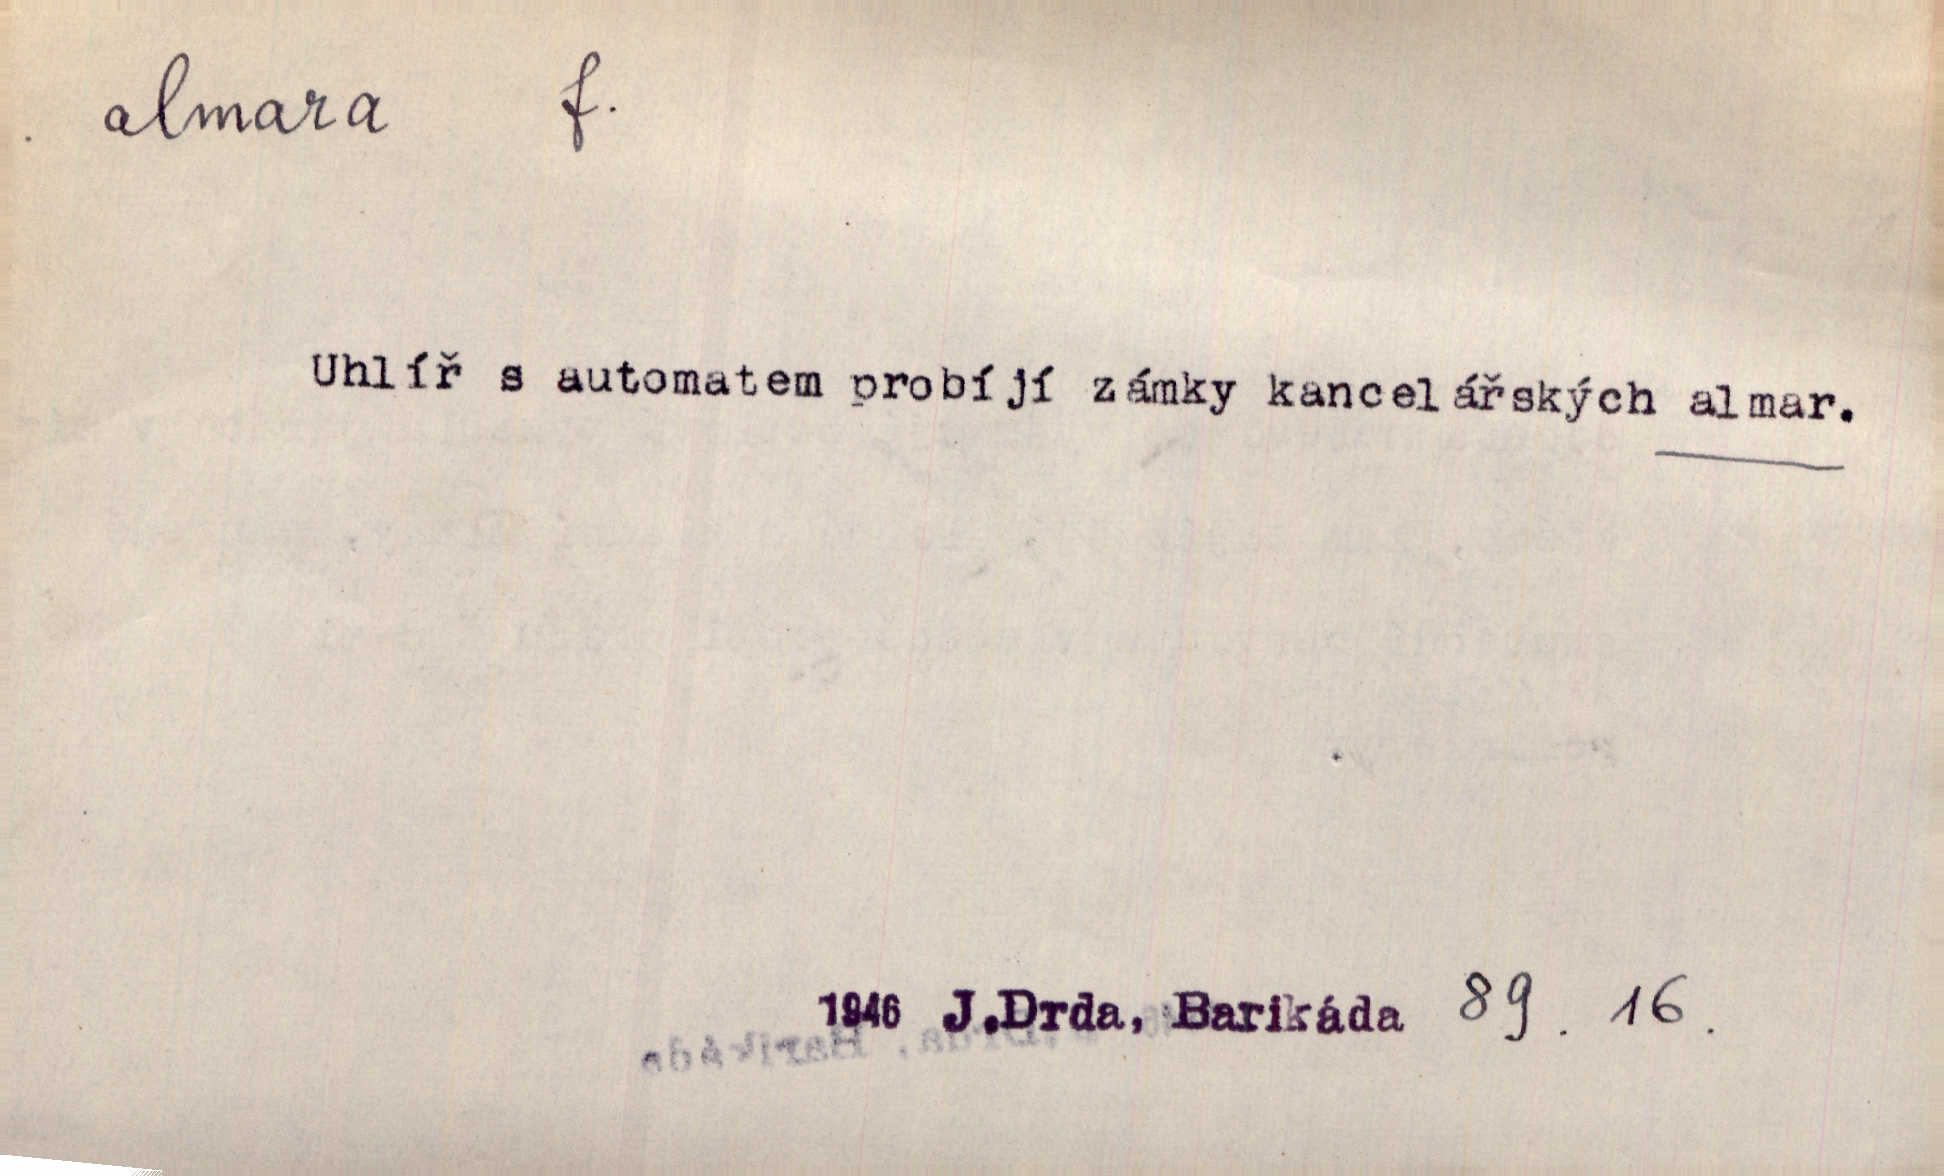 almara f.
Uhlíř s automatem probíjí zámky kancelářských almar.
1946 J.Drda, Barikáda 89. 16.